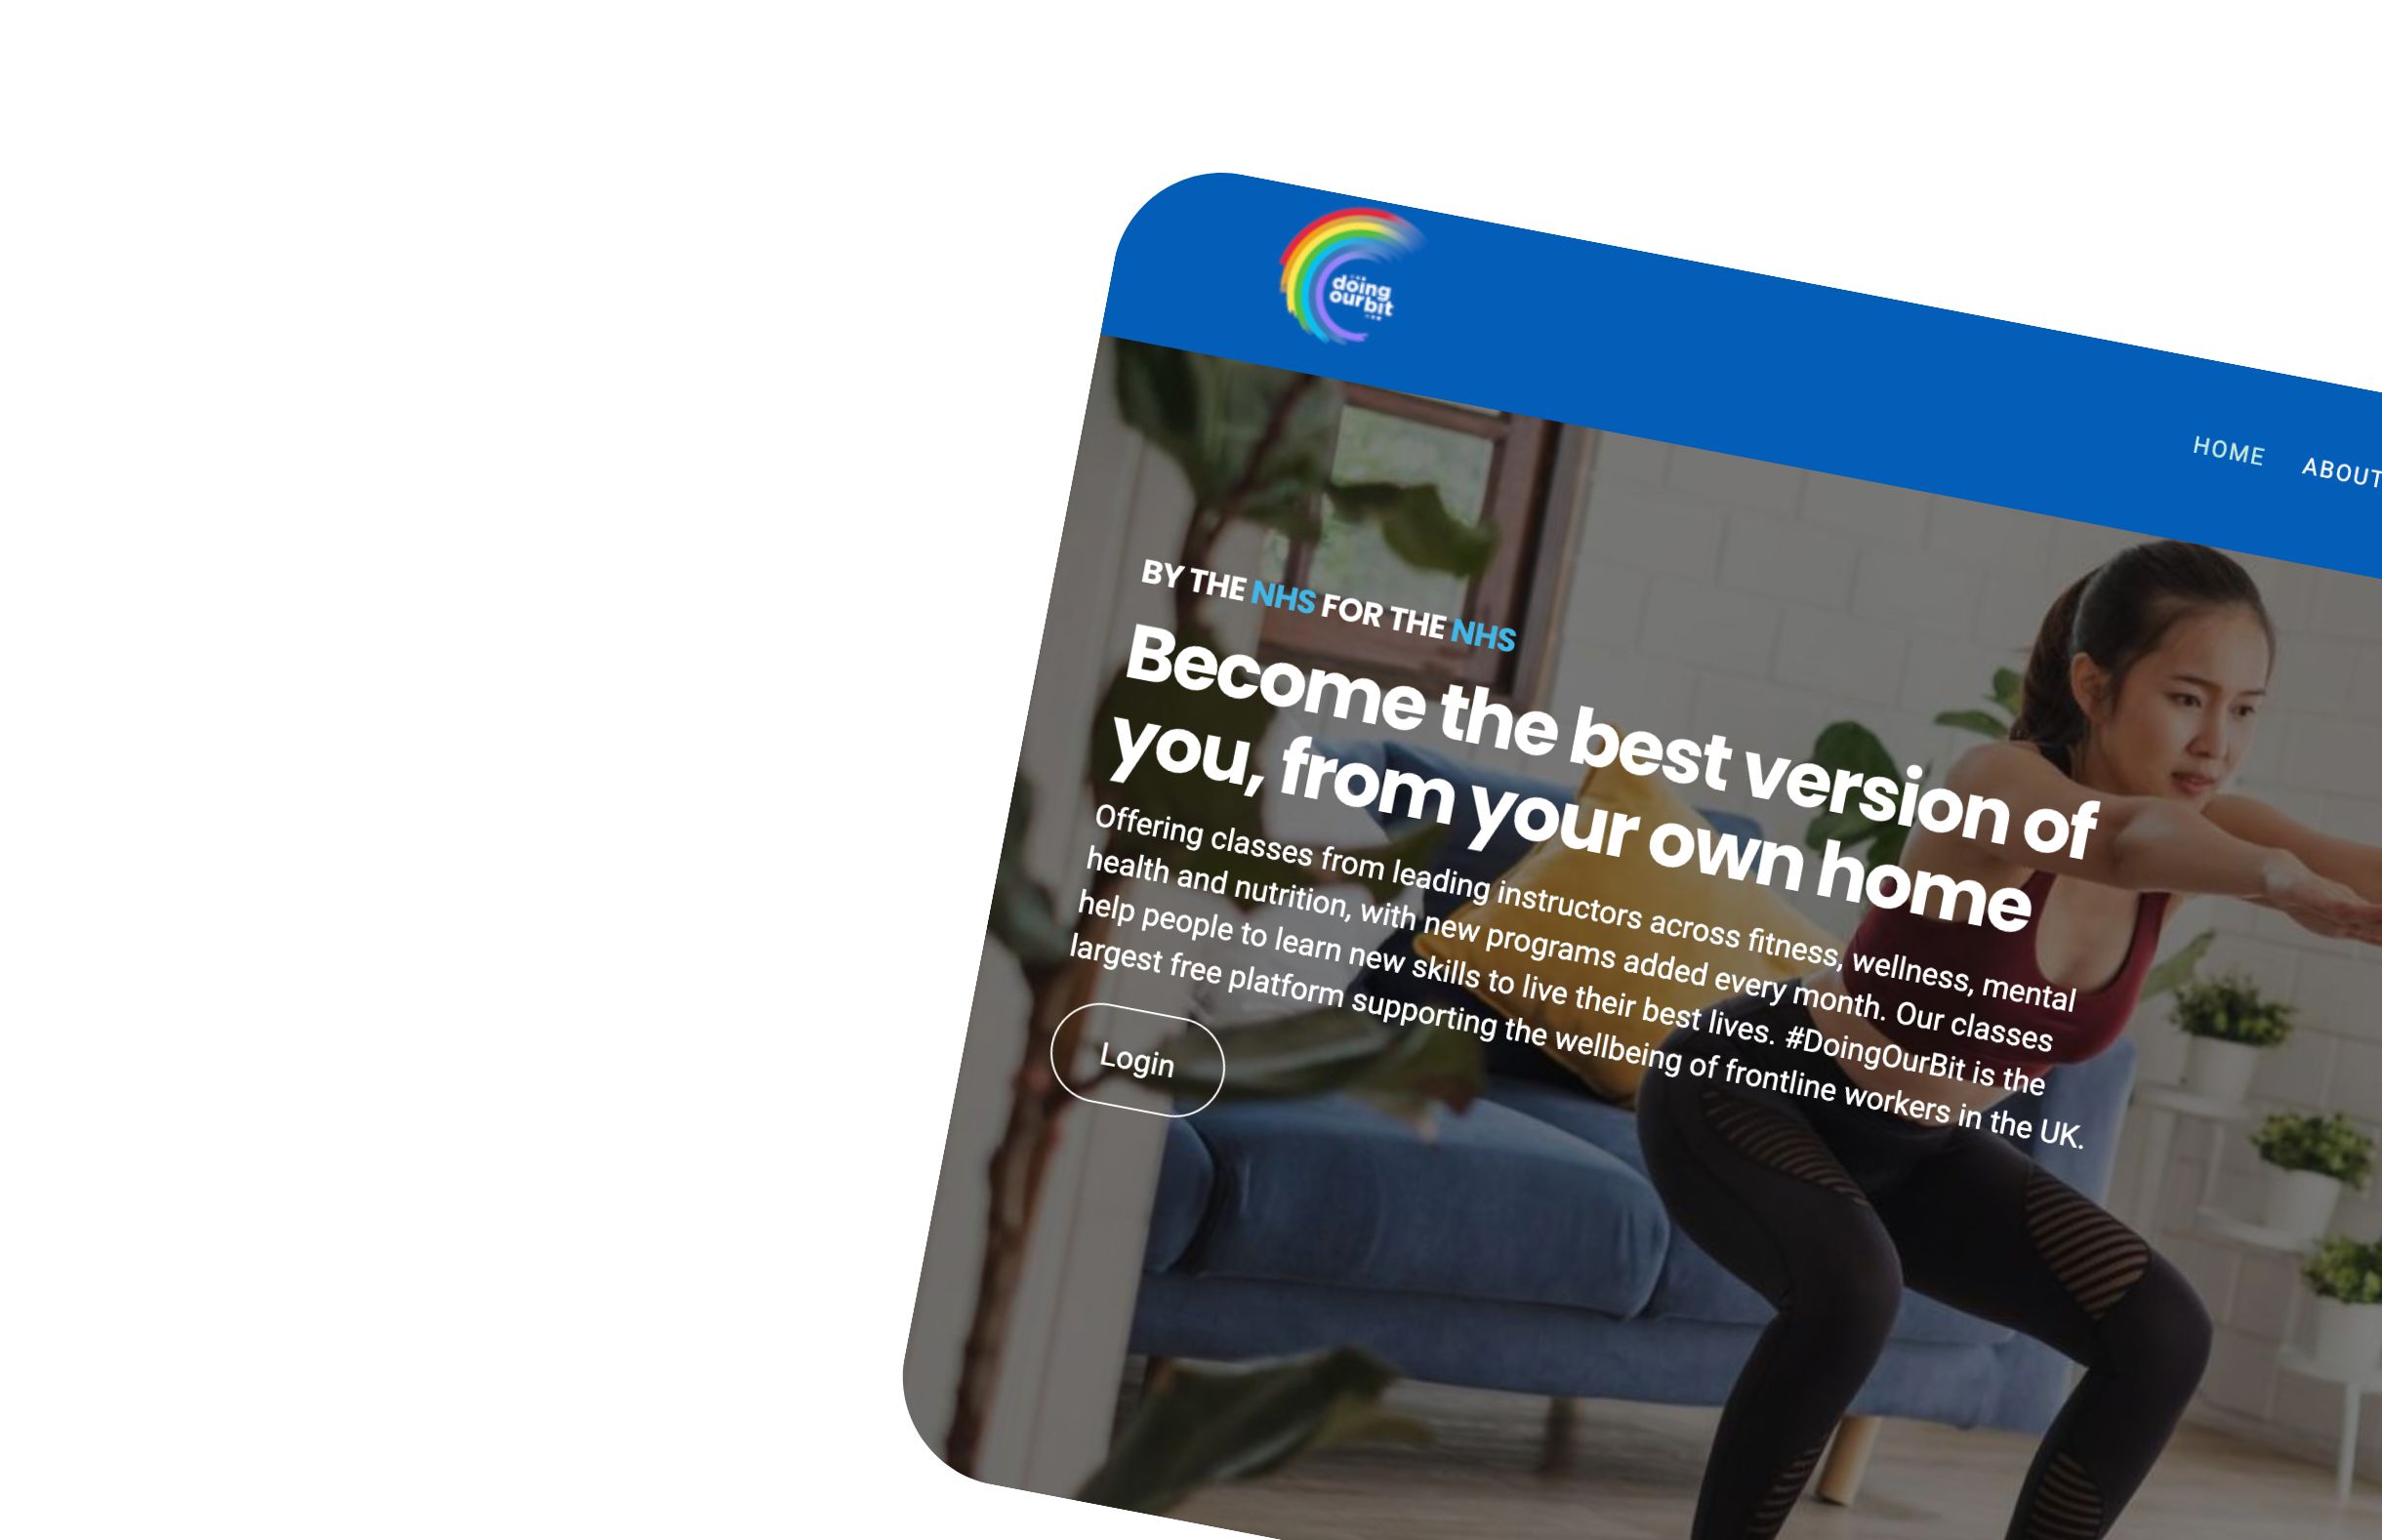 doing
our bit
HOME ABOUT
BY THE NHS FOR THE NHS
Become the best version of
you, from your own home
Offering classes from leading instructors across fitness, wellness, mental
health and nutrition, with new programs added every month. Our classes
help people to learn new skills to live their best lives. #DoingOurBit is the
largest free platform supporting the wellbeing of frontline workers in the UK.
Login